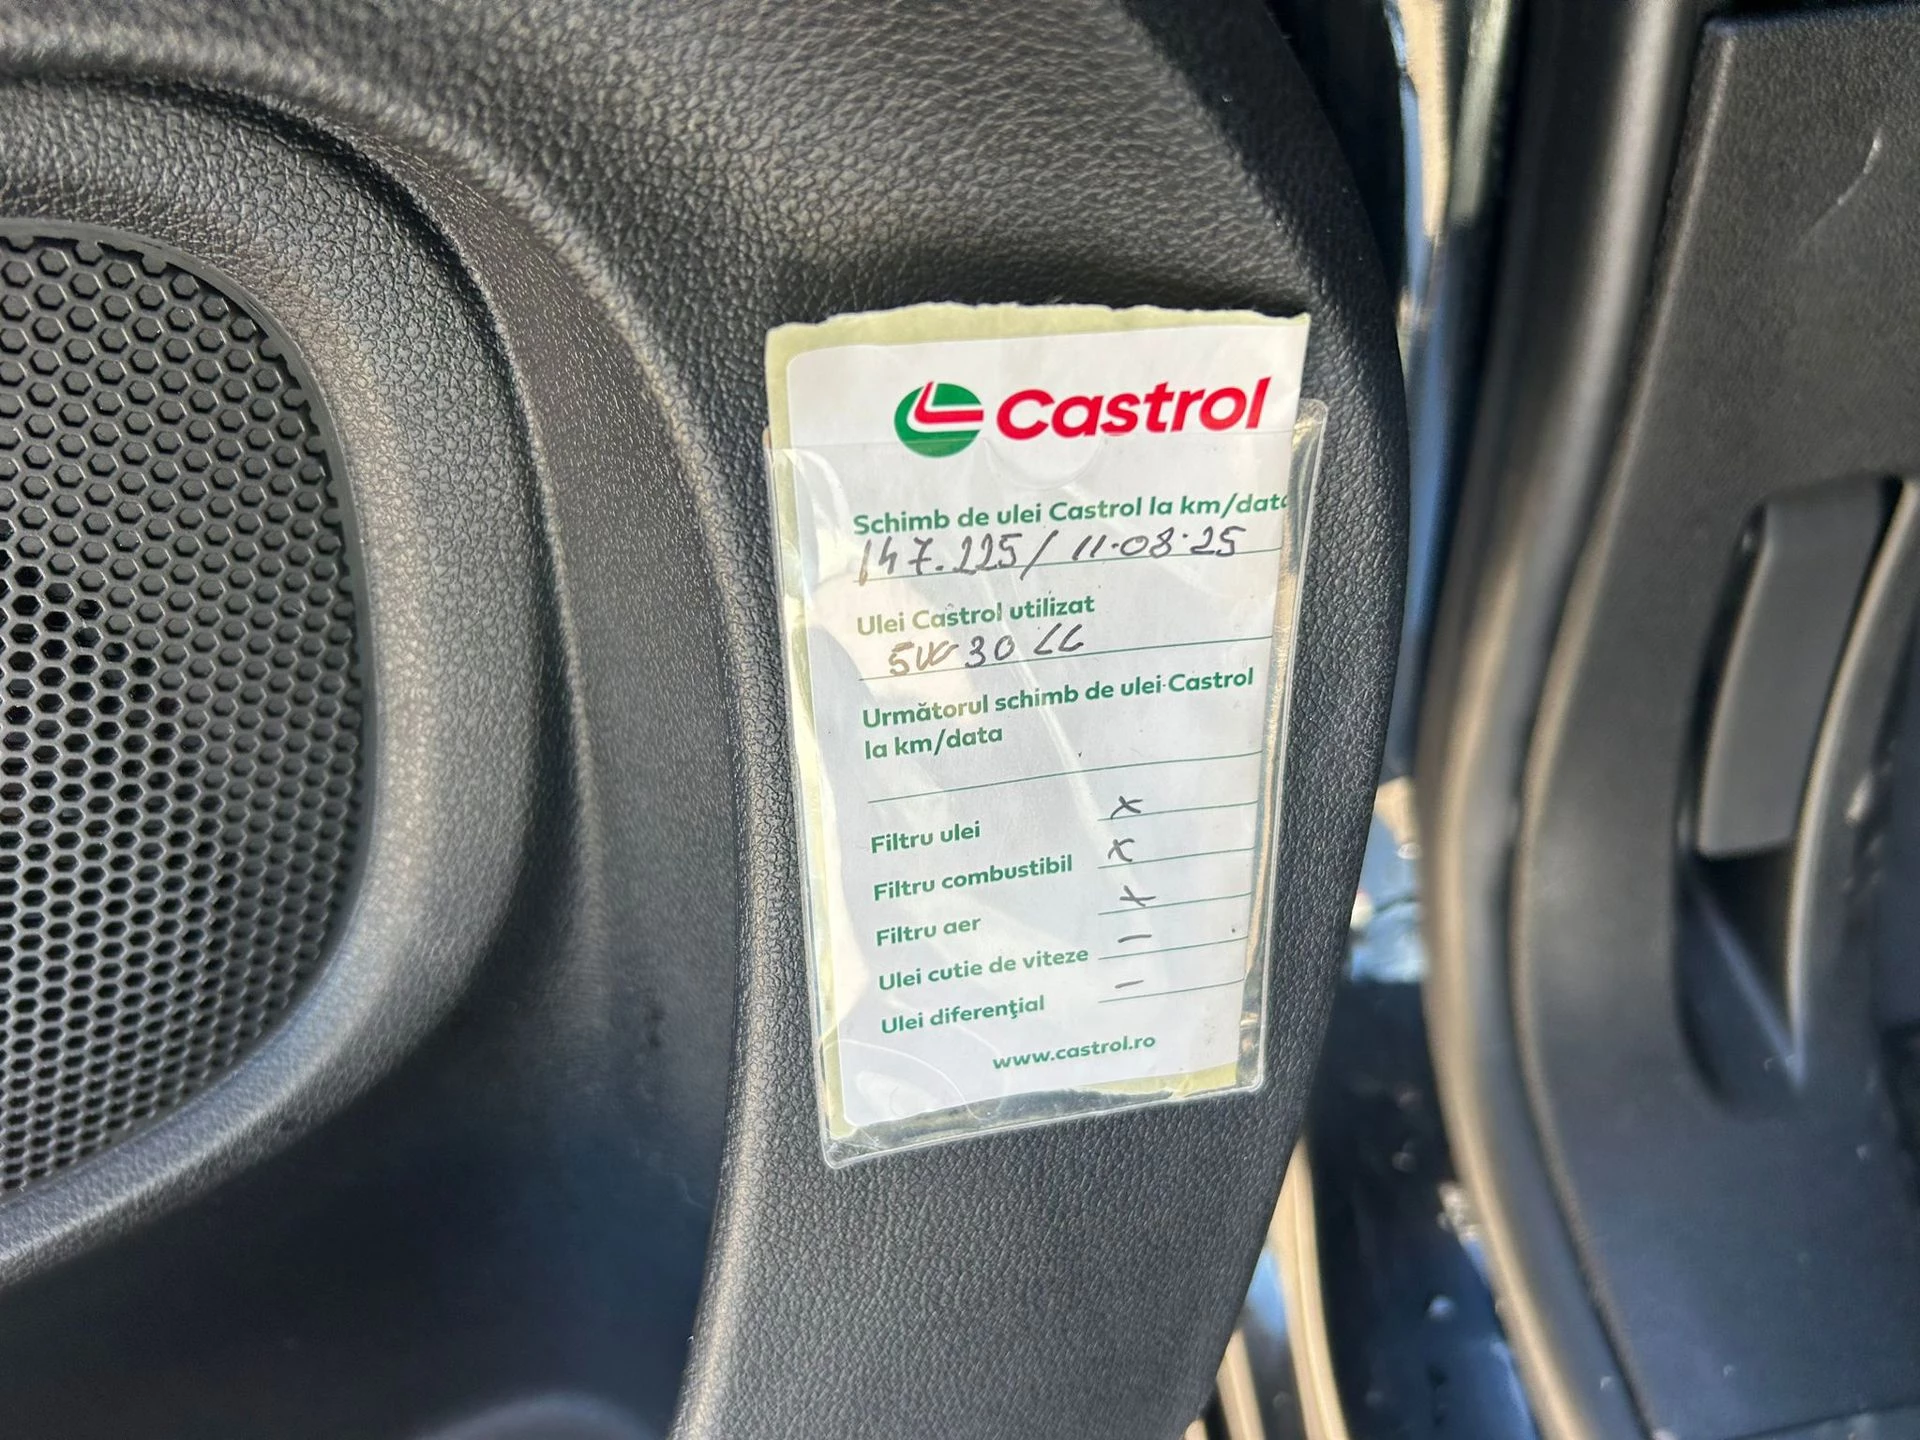 Castrol
Schimb de ulei Castrol la km/data
147.225/ 11.08.25
Ulei Castrol utilizat
5W30 LL
Următorul schimb de ulei Castrol
la km/data
Filtru ulei x
Filtru combustibil x
Filtru aer x
Ulei cutie de viteze –
Ulei diferențial –
www.castrol.ro